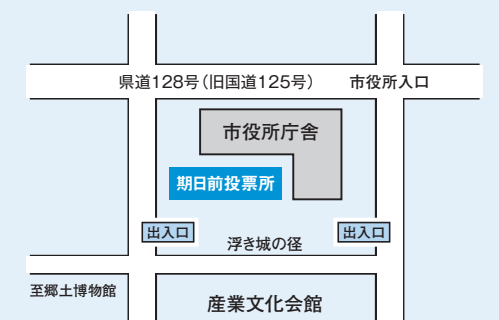 県道128号（旧国道125号） 市役所入口
市役所庁舎
期日前投票所
出入口 出入口
浮き城の径
至郷土博物館
産業文化会館